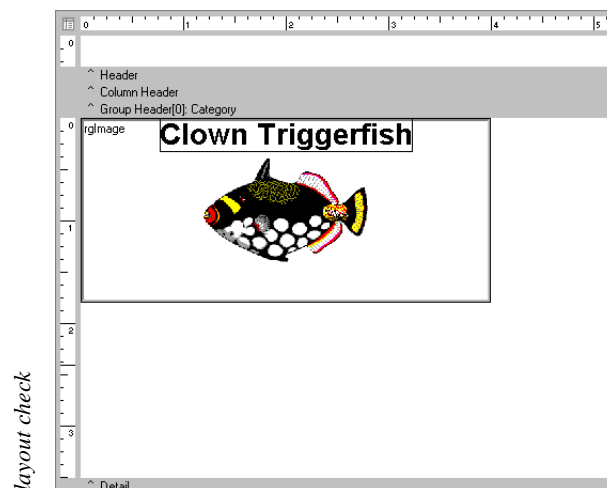 0 1 2 3 4 5
0
^ Header
^ Column Header
^ Group Header[0]: Category
0
rgImage
Clown Triggerfish
1
2
3
^ Detail
layout check